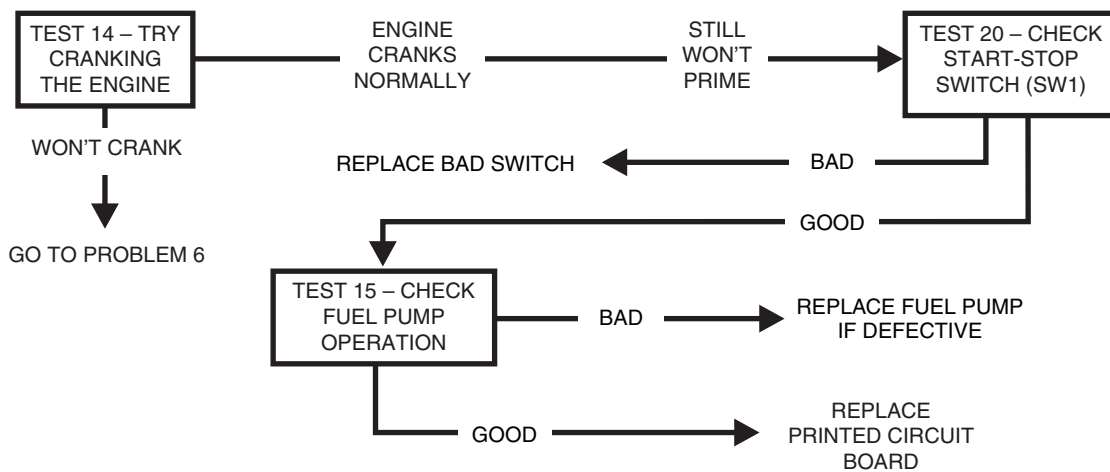 TEST 14 – TRY
CRANKING
THE ENGINE
ENGINE
CRANKS
NORMALLY
STILL
WON'T
PRIME
TEST 20 – CHECK
START-STOP
SWITCH (SW1)
WON'T CRANK
GO TO PROBLEM 6
BAD
REPLACE BAD SWITCH
GOOD
TEST 15 – CHECK
FUEL PUMP
OPERATION
BAD
REPLACE FUEL PUMP
IF DEFECTIVE
GOOD
REPLACE
PRINTED CIRCUIT
BOARD